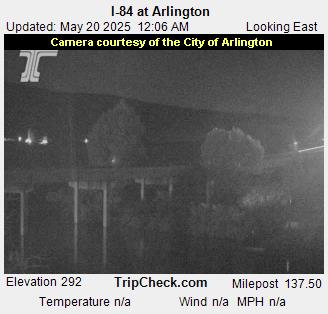 I-84 at Arlington
Updated: May 20 2025 12:06 AM Looking East
Camera courtesy of the City of Arlington
Elevation 292 TripCheck.com Milepost 137.50
Temperature n/a Wind n/a MPH n/a